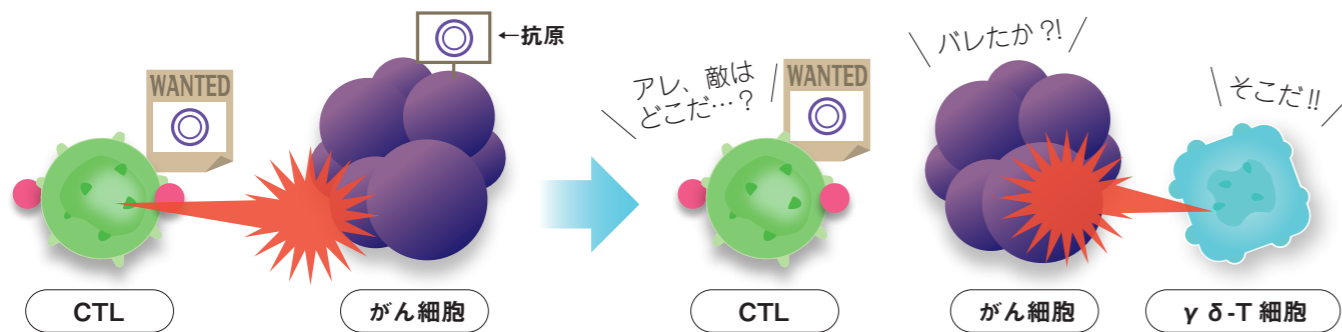 ←抗原
WANTED
CTL
がん細胞
アレ、敵は
どこだ…？
WANTED
バレたか?!
そこだ!!
CTL
がん細胞
γδ-T 細胞